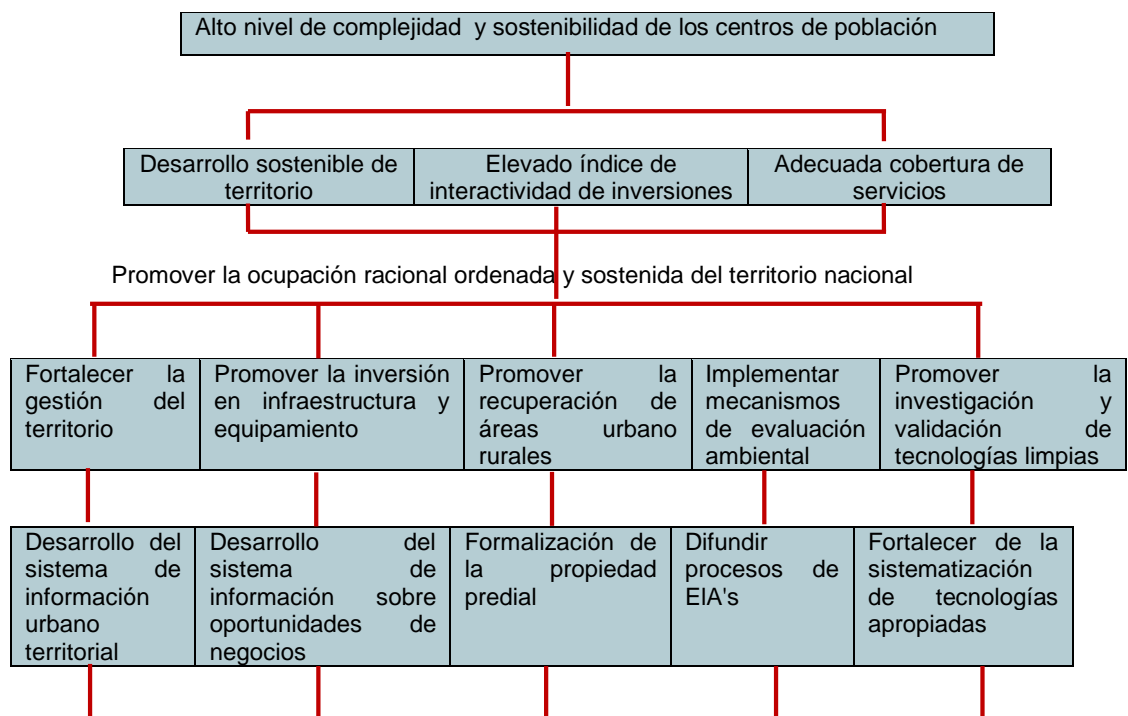 Alto nivel de complejidad y sostenibilidad de los centros de población
Desarrollo sostenible de
territorio
Elevado índice de
interactividad de inversiones
Adecuada cobertura de
servicios
Promover la ocupación racional ordenada y sostenida del territorio nacional
Fortalecer la
gestión del
territorio
Promover la inversión
en infraestructura y
equipamiento
Promover la
recuperación de
áreas urbano
rurales
Implementar
mecanismos
de evaluación
ambiental
Promover la
investigación y
validación de
tecnologías limpias
Desarrollo del
sistema de
información
urbano
territorial
Desarrollo del
sistema de
información sobre
oportunidades de
negocios
Formalización de
la propiedad
predial
Difundir
procesos de
EIA's
Fortalecer de la
sistematización
de tecnologías
apropiadas